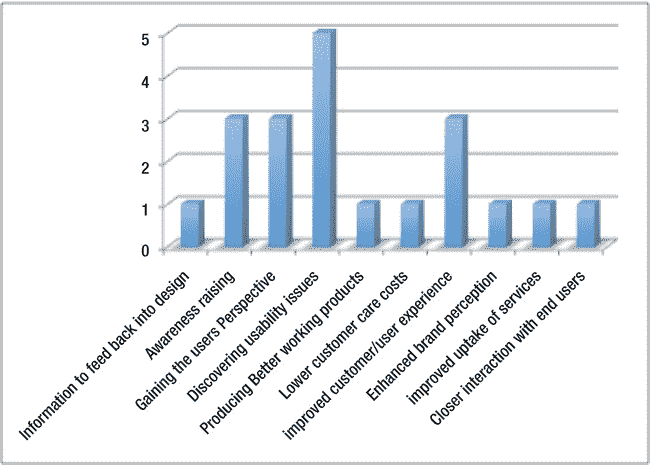 5
4
3
2
1
0
Information to feed back into design
Awareness raising
Gaining the users Perspective
Discovering usability issues
Producing Better working products
Lower customer care costs
improved customer/user experience
Enhanced brand perception
improved uptake of services
Closer interaction with end users